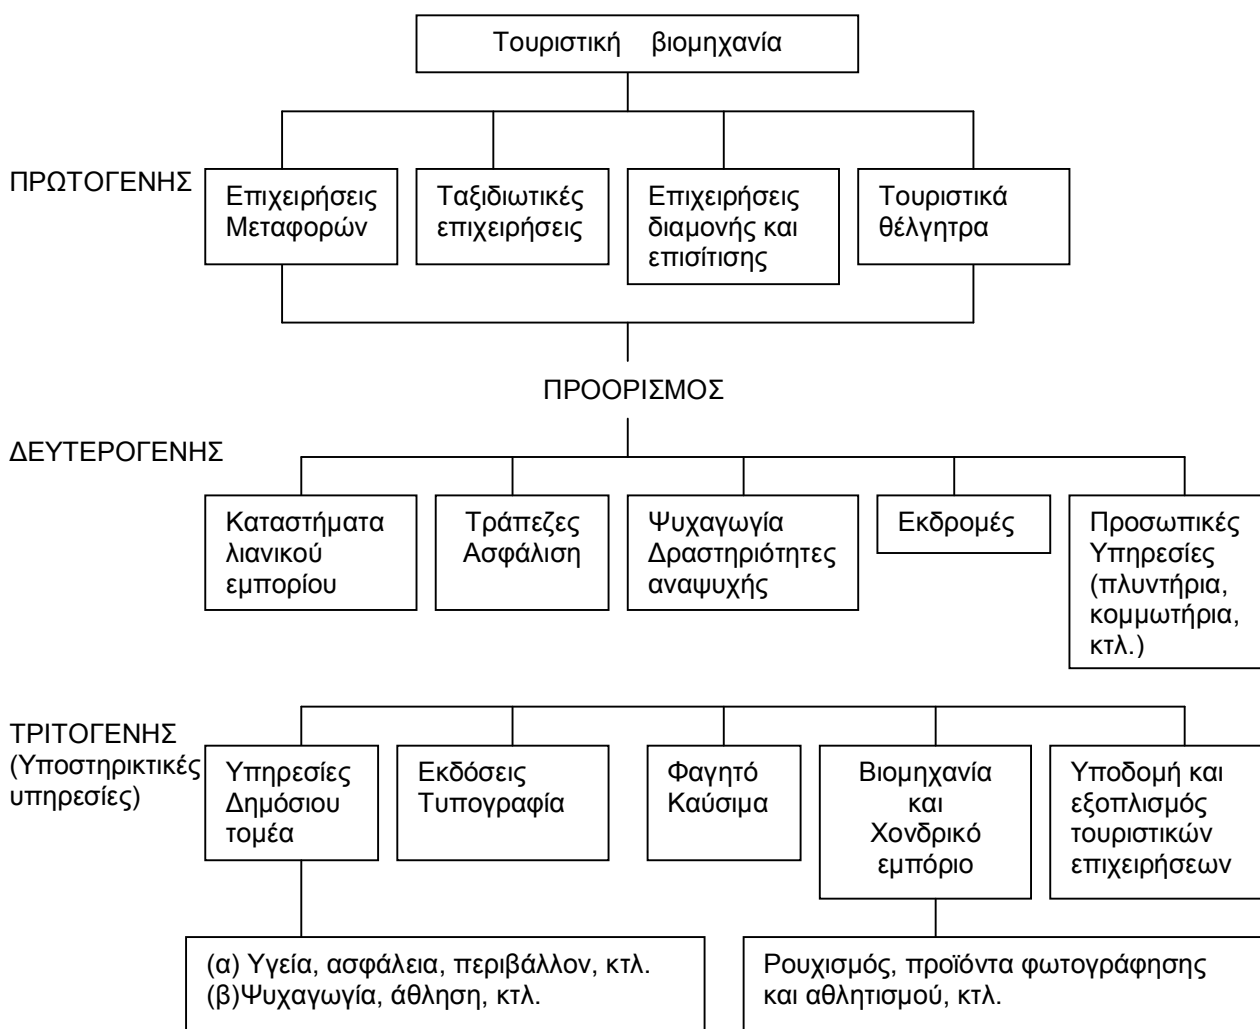 Τουριστική βιομηχανία
ΠΡΩΤΟΓΕΝΗΣ
Επιχειρήσεις
Μεταφορών
Ταξιδιωτικές
επιχειρήσεις
Επιχειρήσεις
διαμονής και
επισίτισης
Τουριστικά
θέλγητρα
ΠΡΟΟΡΙΣΜΟΣ
ΔΕΥΤΕΡΟΓΕΝΗΣ
Καταστήματα
λιανικού
εμπορίου
Τράπεζες
Ασφάλιση
Ψυχαγωγία
Δραστηριότητες
αναψυχής
Εκδρομές
Προσωπικές
Υπηρεσίες
(πλυντήρια,
κομμωτήρια,
κτλ.)
ΤΡΙΤΟΓΕΝΗΣ
(Υποστηρικτικές
υπηρεσίες)
Υπηρεσίες
Δημόσιου
τομέα
Εκδόσεις
Τυπογραφία
Φαγητό
Καύσιμα
Βιομηχανία
και
Χονδρικό
εμπόριο
Υποδομή και
εξοπλισμός
τουριστικών
επιχειρήσεων
(α) Υγεία, ασφάλεια, περιβάλλον, κτλ.
(β)Ψυχαγωγία, άθληση, κτλ.
Ρουχισμός, προϊόντα φωτογράφησης
και αθλητισμού, κτλ.